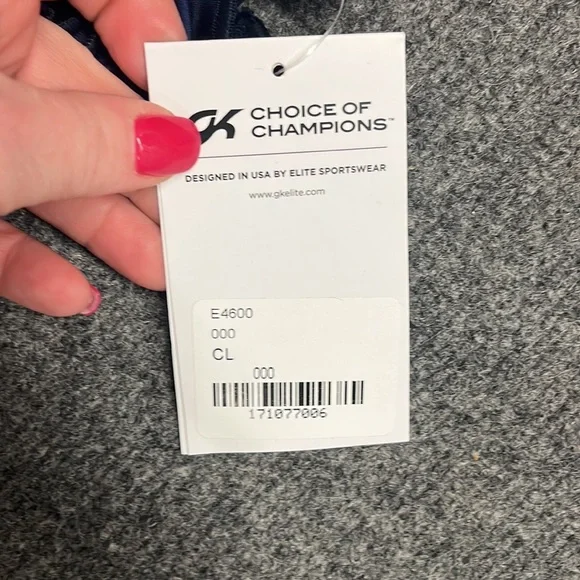 GK CHOICE OF
CHAMPIONS™
DESIGNED IN USA BY ELITE SPORTSWEAR
www.gkelite.com
E4600
000
CL
000
171077006